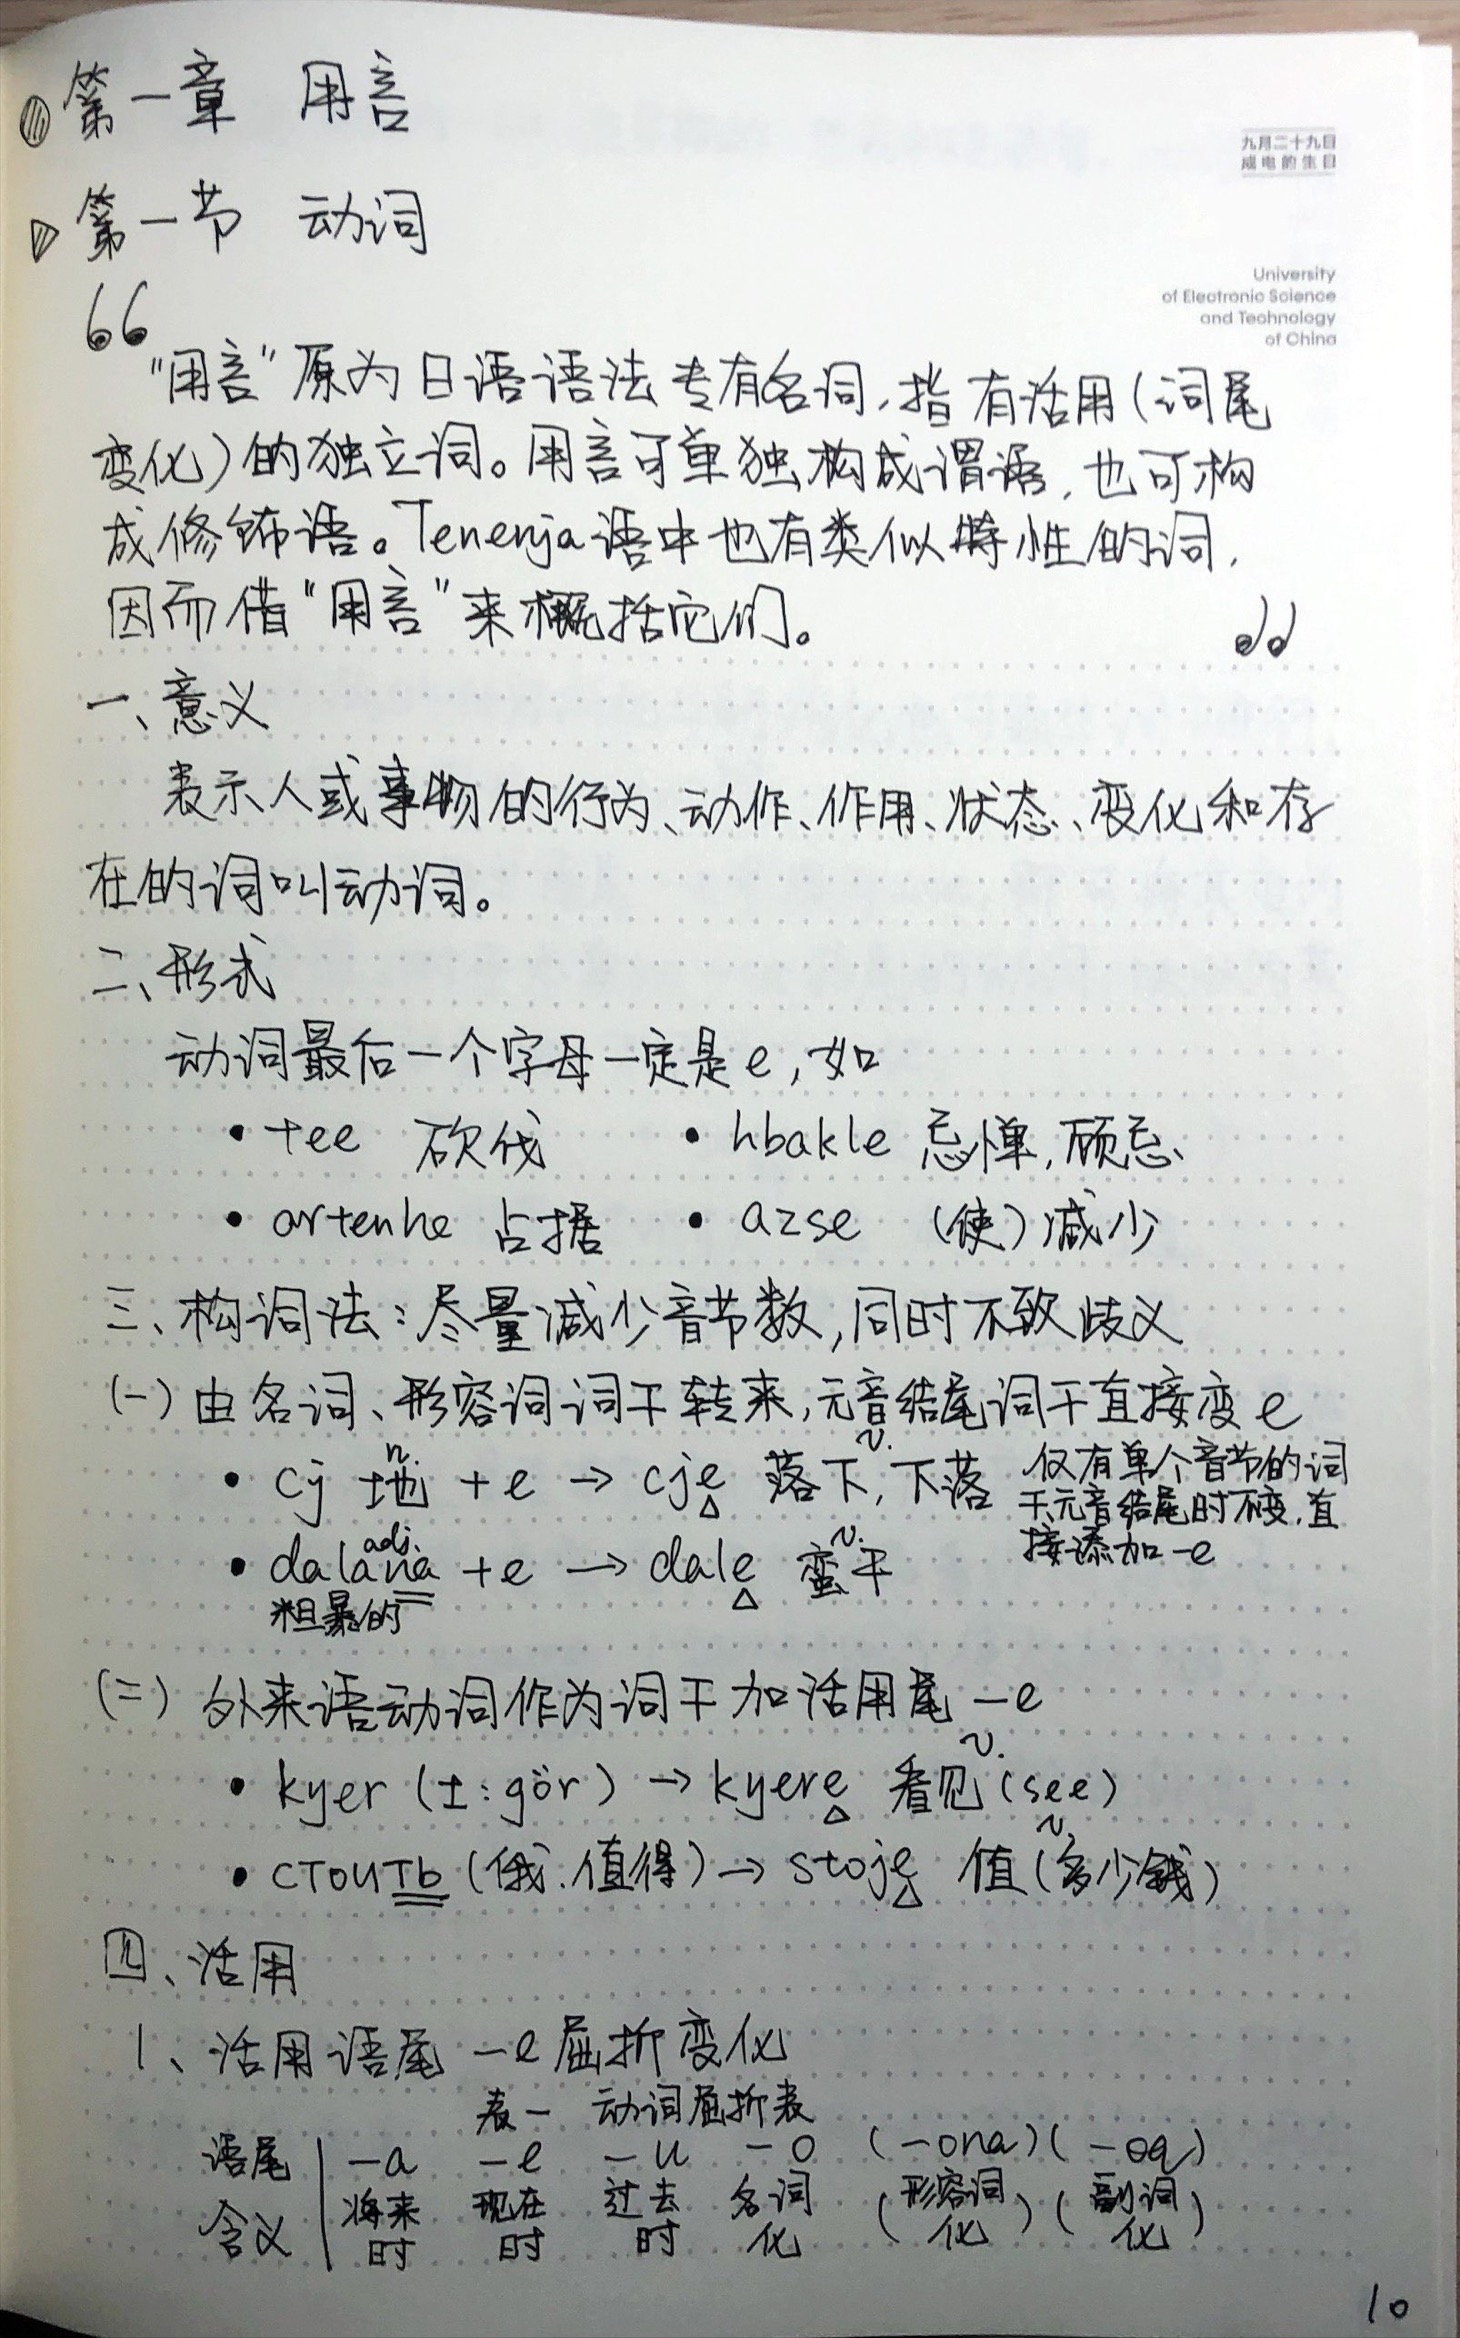 第一章 用言
九月二十九日
成电的生日
第一节 动词
University
of Electronic Science
and Technology
of China
“用言”原为日语语法专有名词，指有活用（词尾
变化）的独立词。用言可单独构成谓语，也可构
成修饰语。Tenenja语中也有类似特性的词，
因而借“用言”来概括它们。
一、意义
表示人或事物的行为、动作、作用、状态、变化和存
在的词叫动词。
二、形式
动词最后一个字母一定是e，如
• tee 砍伐 • hbakle 忌惮，顾忌
• artenhe 占据 • azse （使）减少
三、构词法：尽量减少音节数，同时不致歧义
（一）由名词、形容词词干转来，元音结尾词干直接变e
n. v.
• cj 地 + e → cje 落下，下落
仅有单个音节的词
干元音结尾时不变，直
接添加-e
adj. v.
• dalana + e → dale 蛮干
粗暴的
（二）外来语动词作为词干加活用尾 -e
v.
• kyer（土：gör）→ kyere 看见（see）
v.
• стоить（俄.值得）→ stoje 值（多少钱）
四、活用
1、活用语尾 -e屈折变化
表一 动词屈折表
语尾 -a -e -u -o (-ona) (-oq)
含义 将来时 现在时 过去时 名词化 （形容词化）（副词化）
10